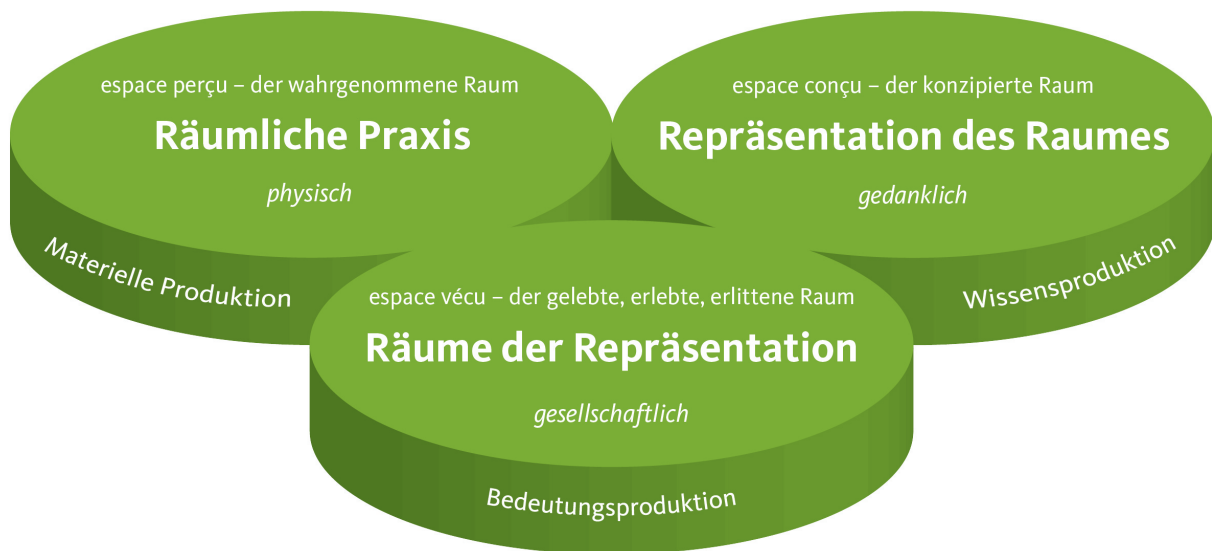 espace perçu – der wahrgenommene Raum
Räumliche Praxis
physisch
Materielle Produktion
espace conçu – der konzipierte Raum
Repräsentation des Raumes
gedanklich
Wissensproduktion
espace vécu – der gelebte, erlebte, erlittene Raum
Räume der Repräsentation
gesellschaftlich
Bedeutungsproduktion